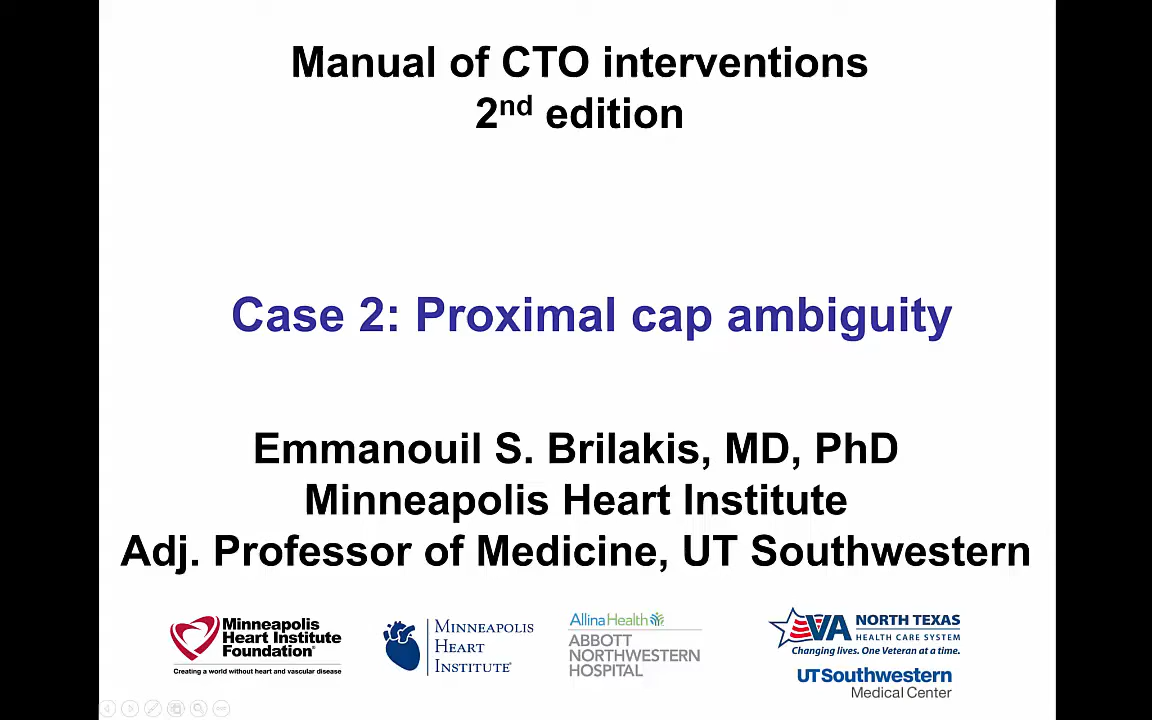 Manual of CTO interventions
2nd edition
Case 2: Proximal cap ambiguity
Emmanouil S. Brilakis, MD, PhD
Minneapolis Heart Institute
Adj. Professor of Medicine, UT Southwestern
Minneapolis
Heart Institute
Foundation®
Creating a world without heart and vascular disease
MINNEAPOLIS
HEART
INSTITUTE®
AllinaHealth
ABBOTT
NORTHWESTERN
HOSPITAL
VA NORTH TEXAS
HEALTH CARE SYSTEM
Changing lives. One Veteran at a time.
UTSouthwestern
Medical Center